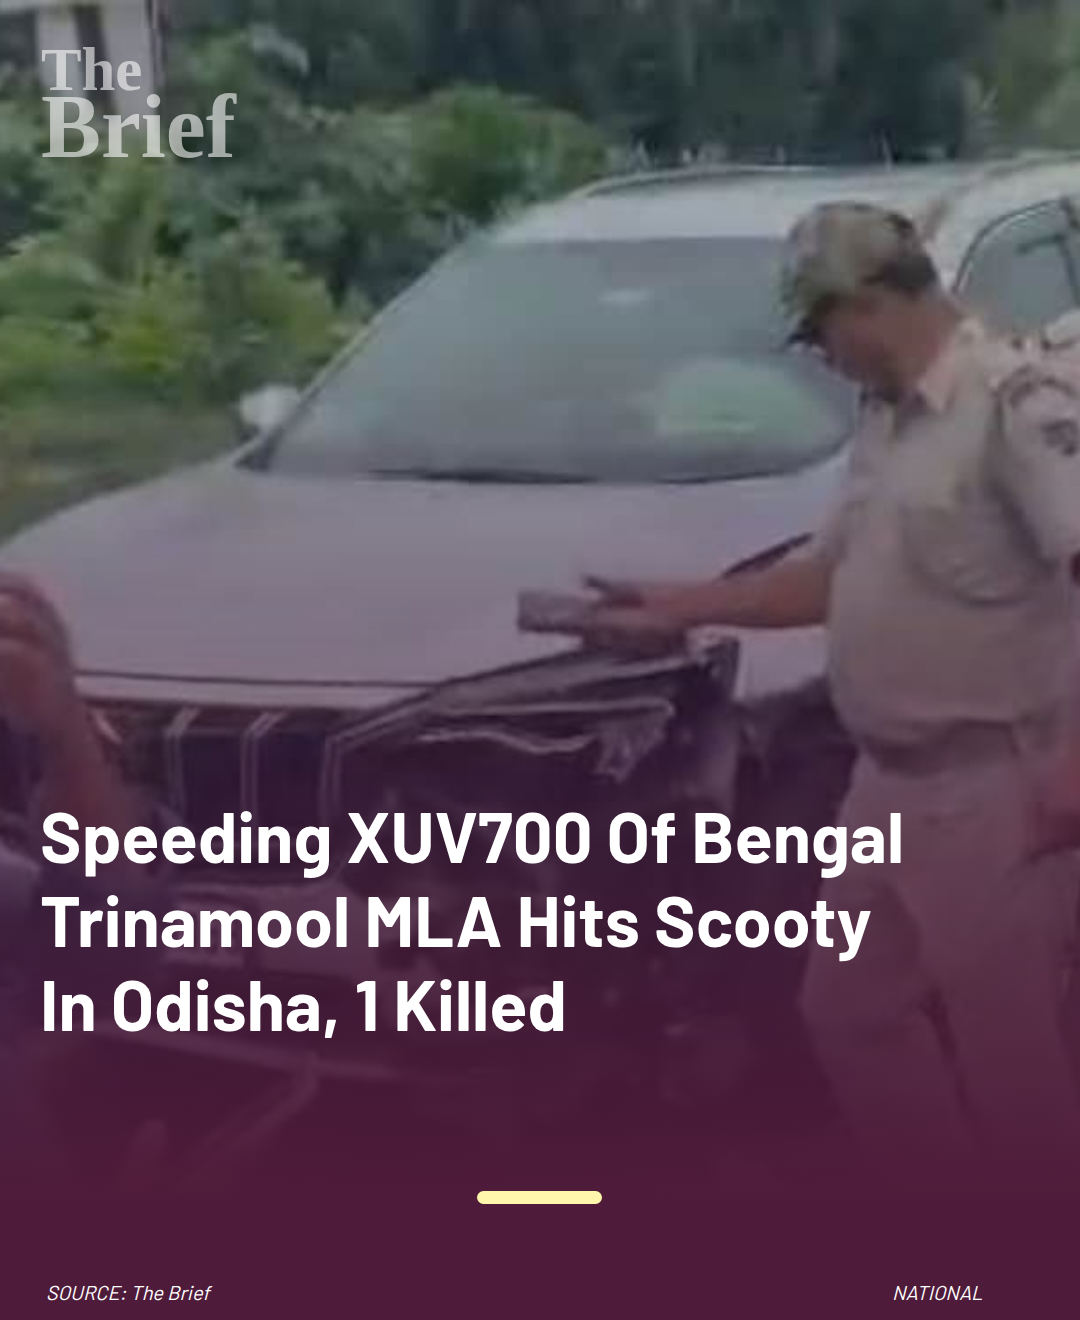 The
Brief
Speeding XUV700 Of Bengal
Trinamool MLA Hits Scooty
In Odisha, 1 Killed
SOURCE: The Brief
NATIONAL